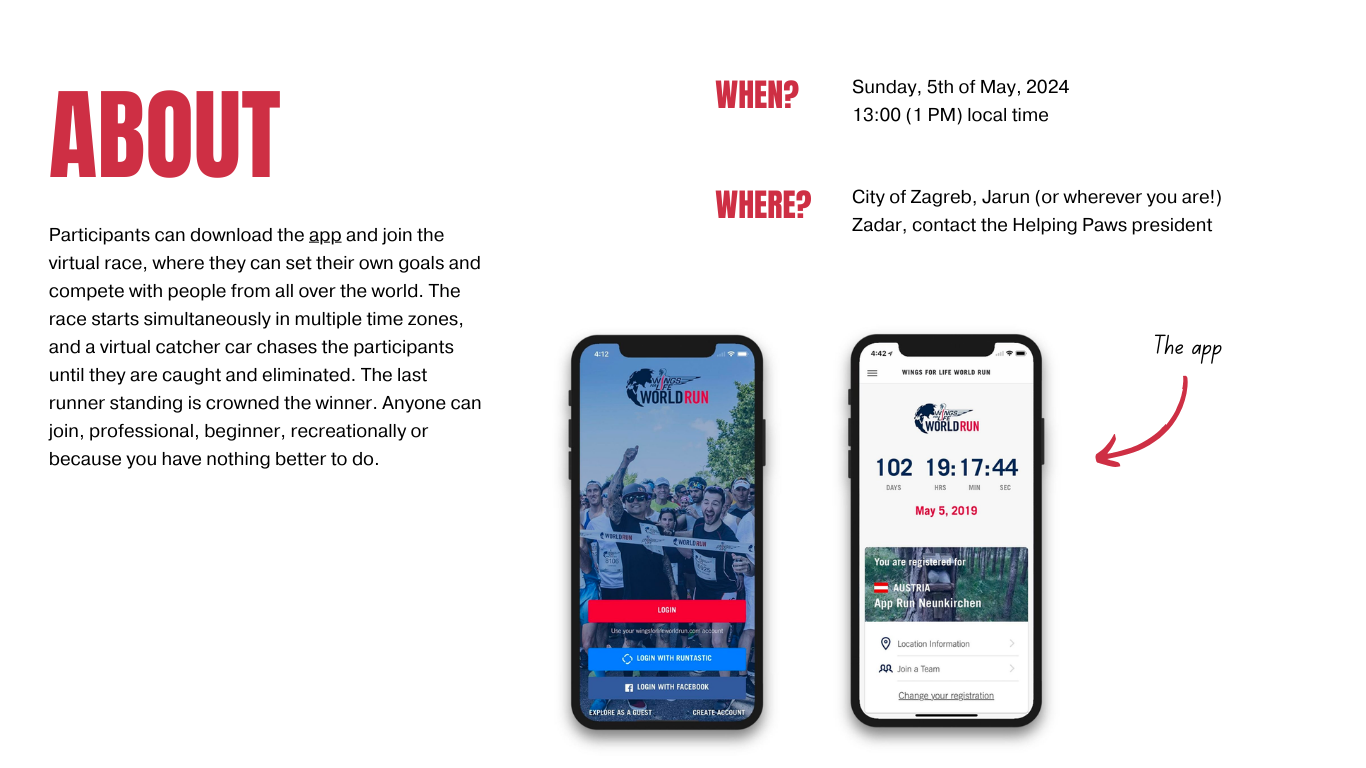 ABOUT
Participants can download the app and join the
virtual race, where they can set their own goals and
compete with people from all over the world. The
race starts simultaneously in multiple time zones,
and a virtual catcher car chases the participants
until they are caught and eliminated. The last
runner standing is crowned the winner. Anyone can
join, professional, beginner, recreationally or
because you have nothing better to do.
WHEN?
Sunday, 5th of May, 2024
13:00 (1 PM) local time
WHERE?
City of Zagreb, Jarun (or wherever you are!)
Zadar, contact the Helping Paws president
4:12
WINGS
FOR LIFE
WORLD RUN
WORLDRUN
WORLDRUN
LOGIN
Use your wingsforlifeworldrun.com account
LOGIN WITH RUNTASTIC
LOGIN WITH FACEBOOK
EXPLORE AS A GUEST
CREATE ACCOUNT
4:42
WINGS FOR LIFE WORLD RUN
WINGS
FOR LIFE
WORLD RUN
102 19:17:44
DAYS HRS MIN SEC
May 5, 2019
You are registered for
AUSTRIA
App Run Neunkirchen
Location Information
Join a Team
Change your registration
The app